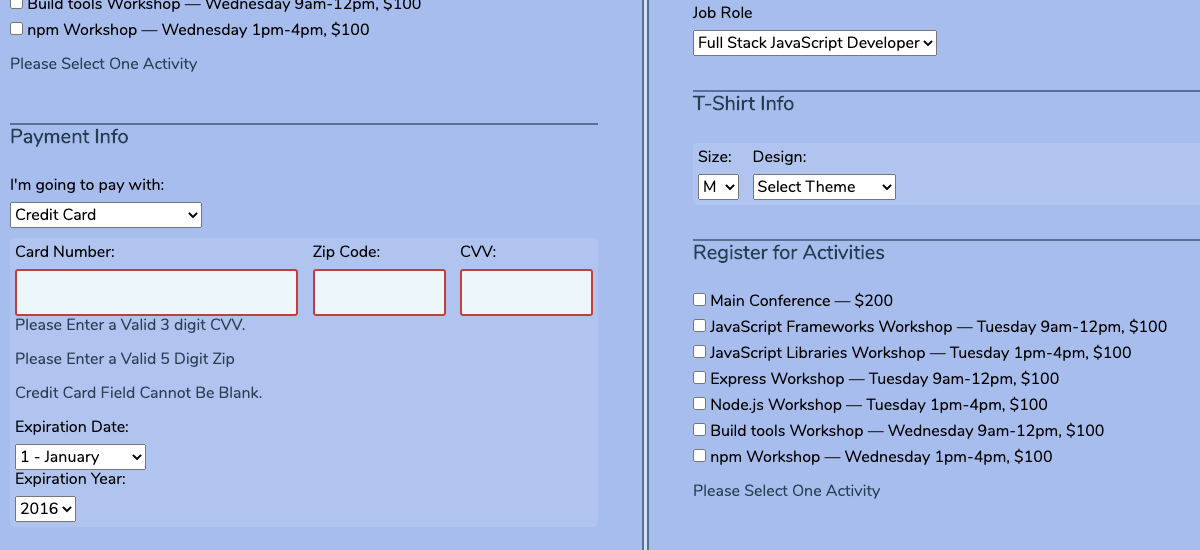 Build tools Workshop — Wednesday 9am-12pm, $100
npm Workshop — Wednesday 1pm-4pm, $100
Please Select One Activity
Payment Info
I'm going to pay with:
Credit Card
Card Number: Zip Code: CVV:
Please Enter a Valid 3 digit CVV.
Please Enter a Valid 5 Digit Zip
Credit Card Field Cannot Be Blank.
Expiration Date:
1 - January
Expiration Year:
2016
Job Role
Full Stack JavaScript Developer
T-Shirt Info
Size: Design:
M Select Theme
Register for Activities
Main Conference — $200
JavaScript Frameworks Workshop — Tuesday 9am-12pm, $100
JavaScript Libraries Workshop — Tuesday 1pm-4pm, $100
Express Workshop — Tuesday 9am-12pm, $100
Node.js Workshop — Tuesday 1pm-4pm, $100
Build tools Workshop — Wednesday 9am-12pm, $100
npm Workshop — Wednesday 1pm-4pm, $100
Please Select One Activity